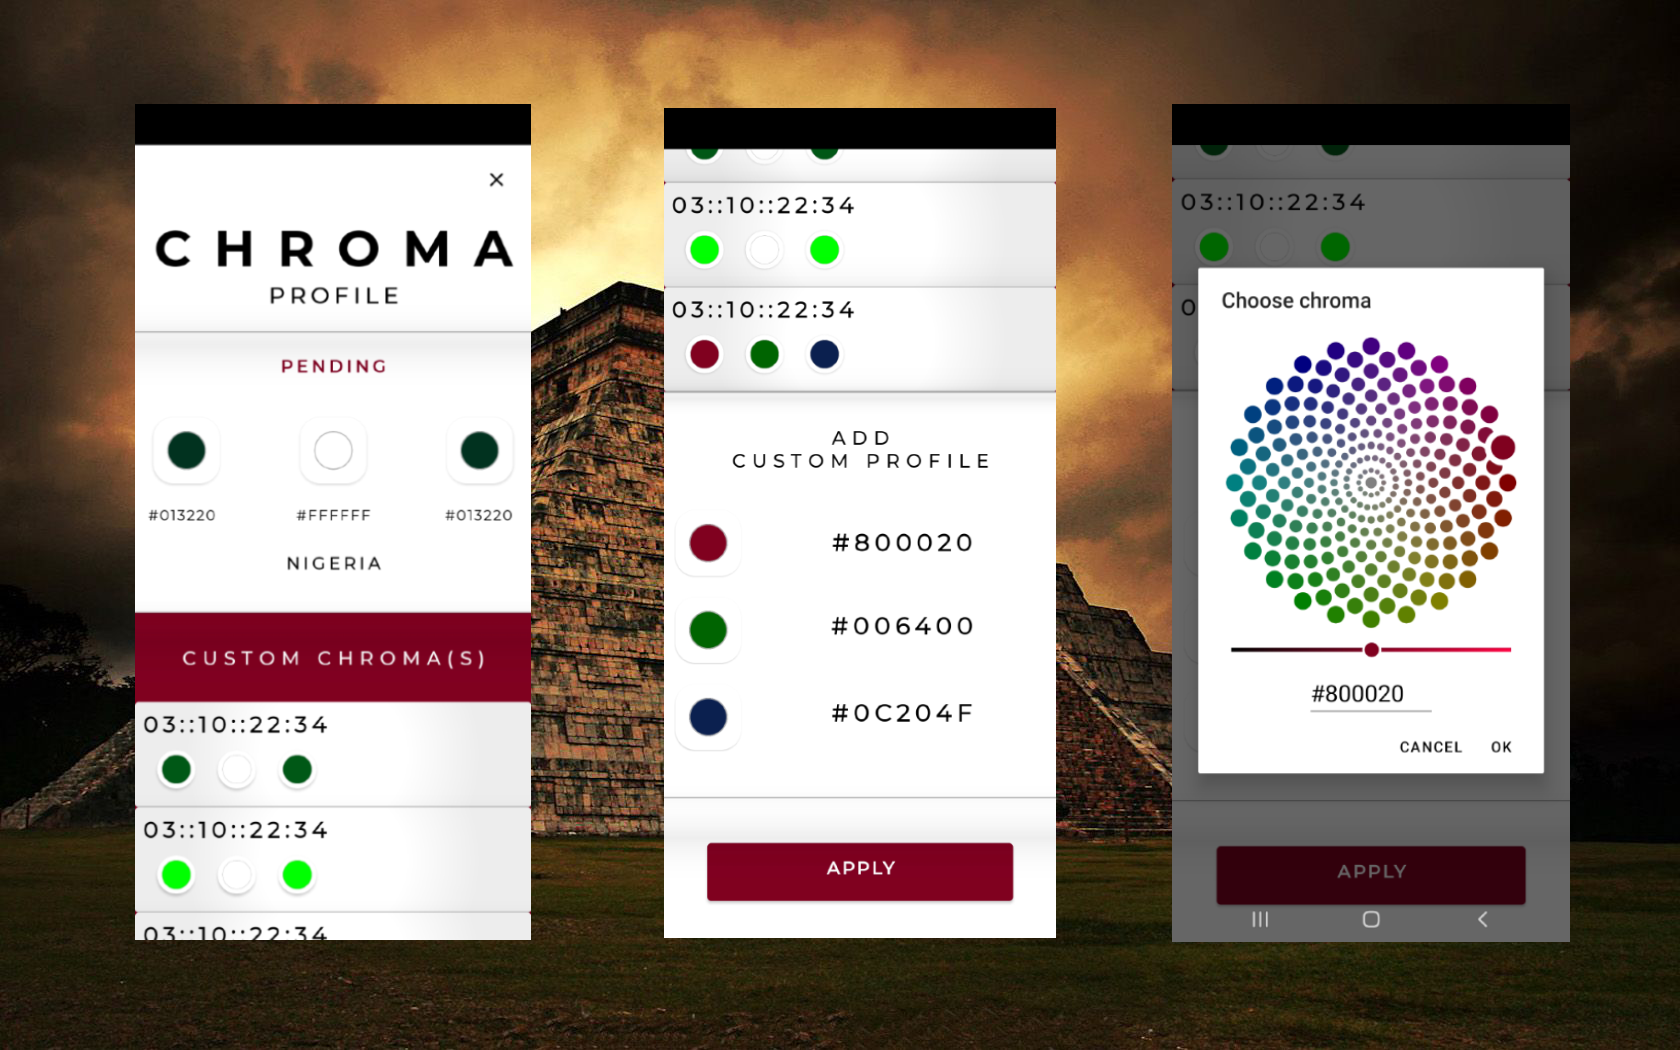 CHROMA
PROFILE
PENDING
#013220
#FFFFFF
#013220
NIGERIA
CUSTOM CHROMA(S)
03::10::22:34
03::10::22:34
03::10::22:34
03::10::22:34
03::10::22:34
ADD
CUSTOM PROFILE
#800020
#006400
#0C204F
APPLY
03::10::22:34
0
Choose chroma
#800020
CANCEL OK
APPLY